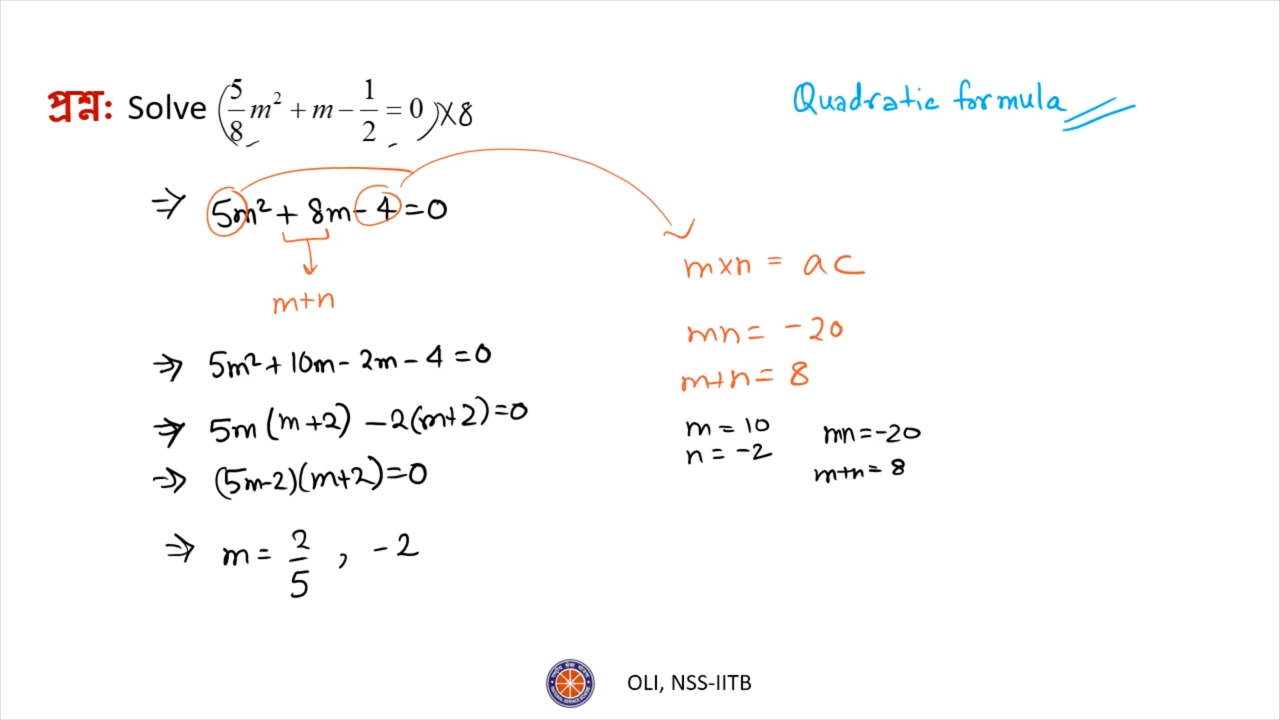 প্রশ্ন: Solve (5/8 m² + m − 1/2 = 0) × 8
Quadratic formula
⇒ 5m² + 8m − 4 = 0
m+n
m×n = ac
mn = −20
m+n = 8
m = 10
n = −2
mn = −20
m+n = 8
⇒ 5m² + 10m − 2m − 4 = 0
⇒ 5m (m+2) − 2(m+2) = 0
⇒ (5m−2)(m+2) = 0
⇒ m = 2/5 , −2
OLI, NSS-IITB